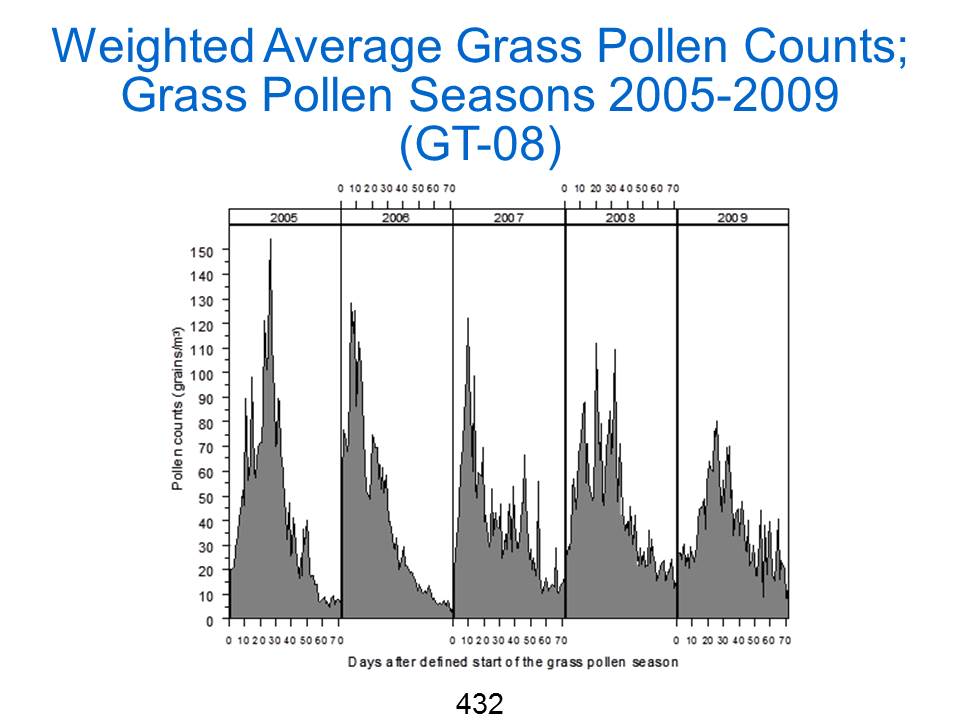 Weighted Average Grass Pollen Counts;
Grass Pollen Seasons 2005-2009
(GT-08)
0 10 20 30 40 50 60 70 0 10 20 30 40 50 60 70
2005 2006 2007 2008 2009
150
140
130
120
110
100
90
80
70
60
50
40
30
20
10
0
Pollen counts (grains/m³)
0 10 20 30 40 50 60 70 0 10 20 30 40 50 60 70 0 10 20 30 40 50 60 70
Days after defined start of the grass pollen season
432